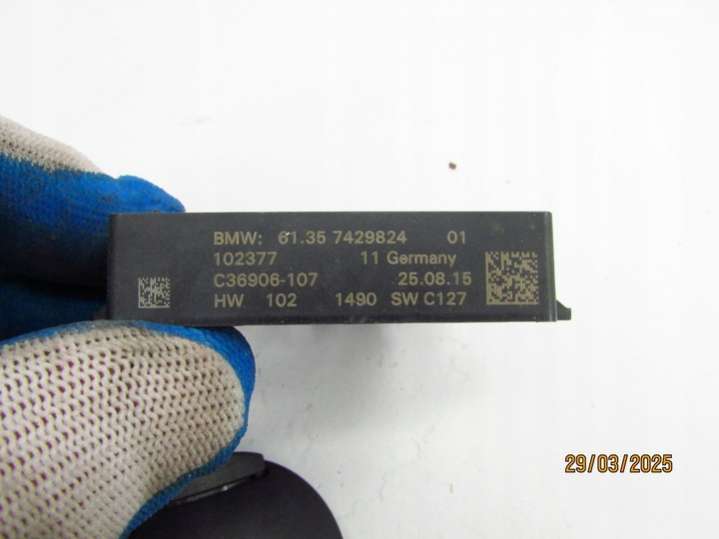 BMW: 61.35 7429824 01
102377 11 Germany
C36906-107 25.08.15
HW 102 1490 SW C127
29/03/2025